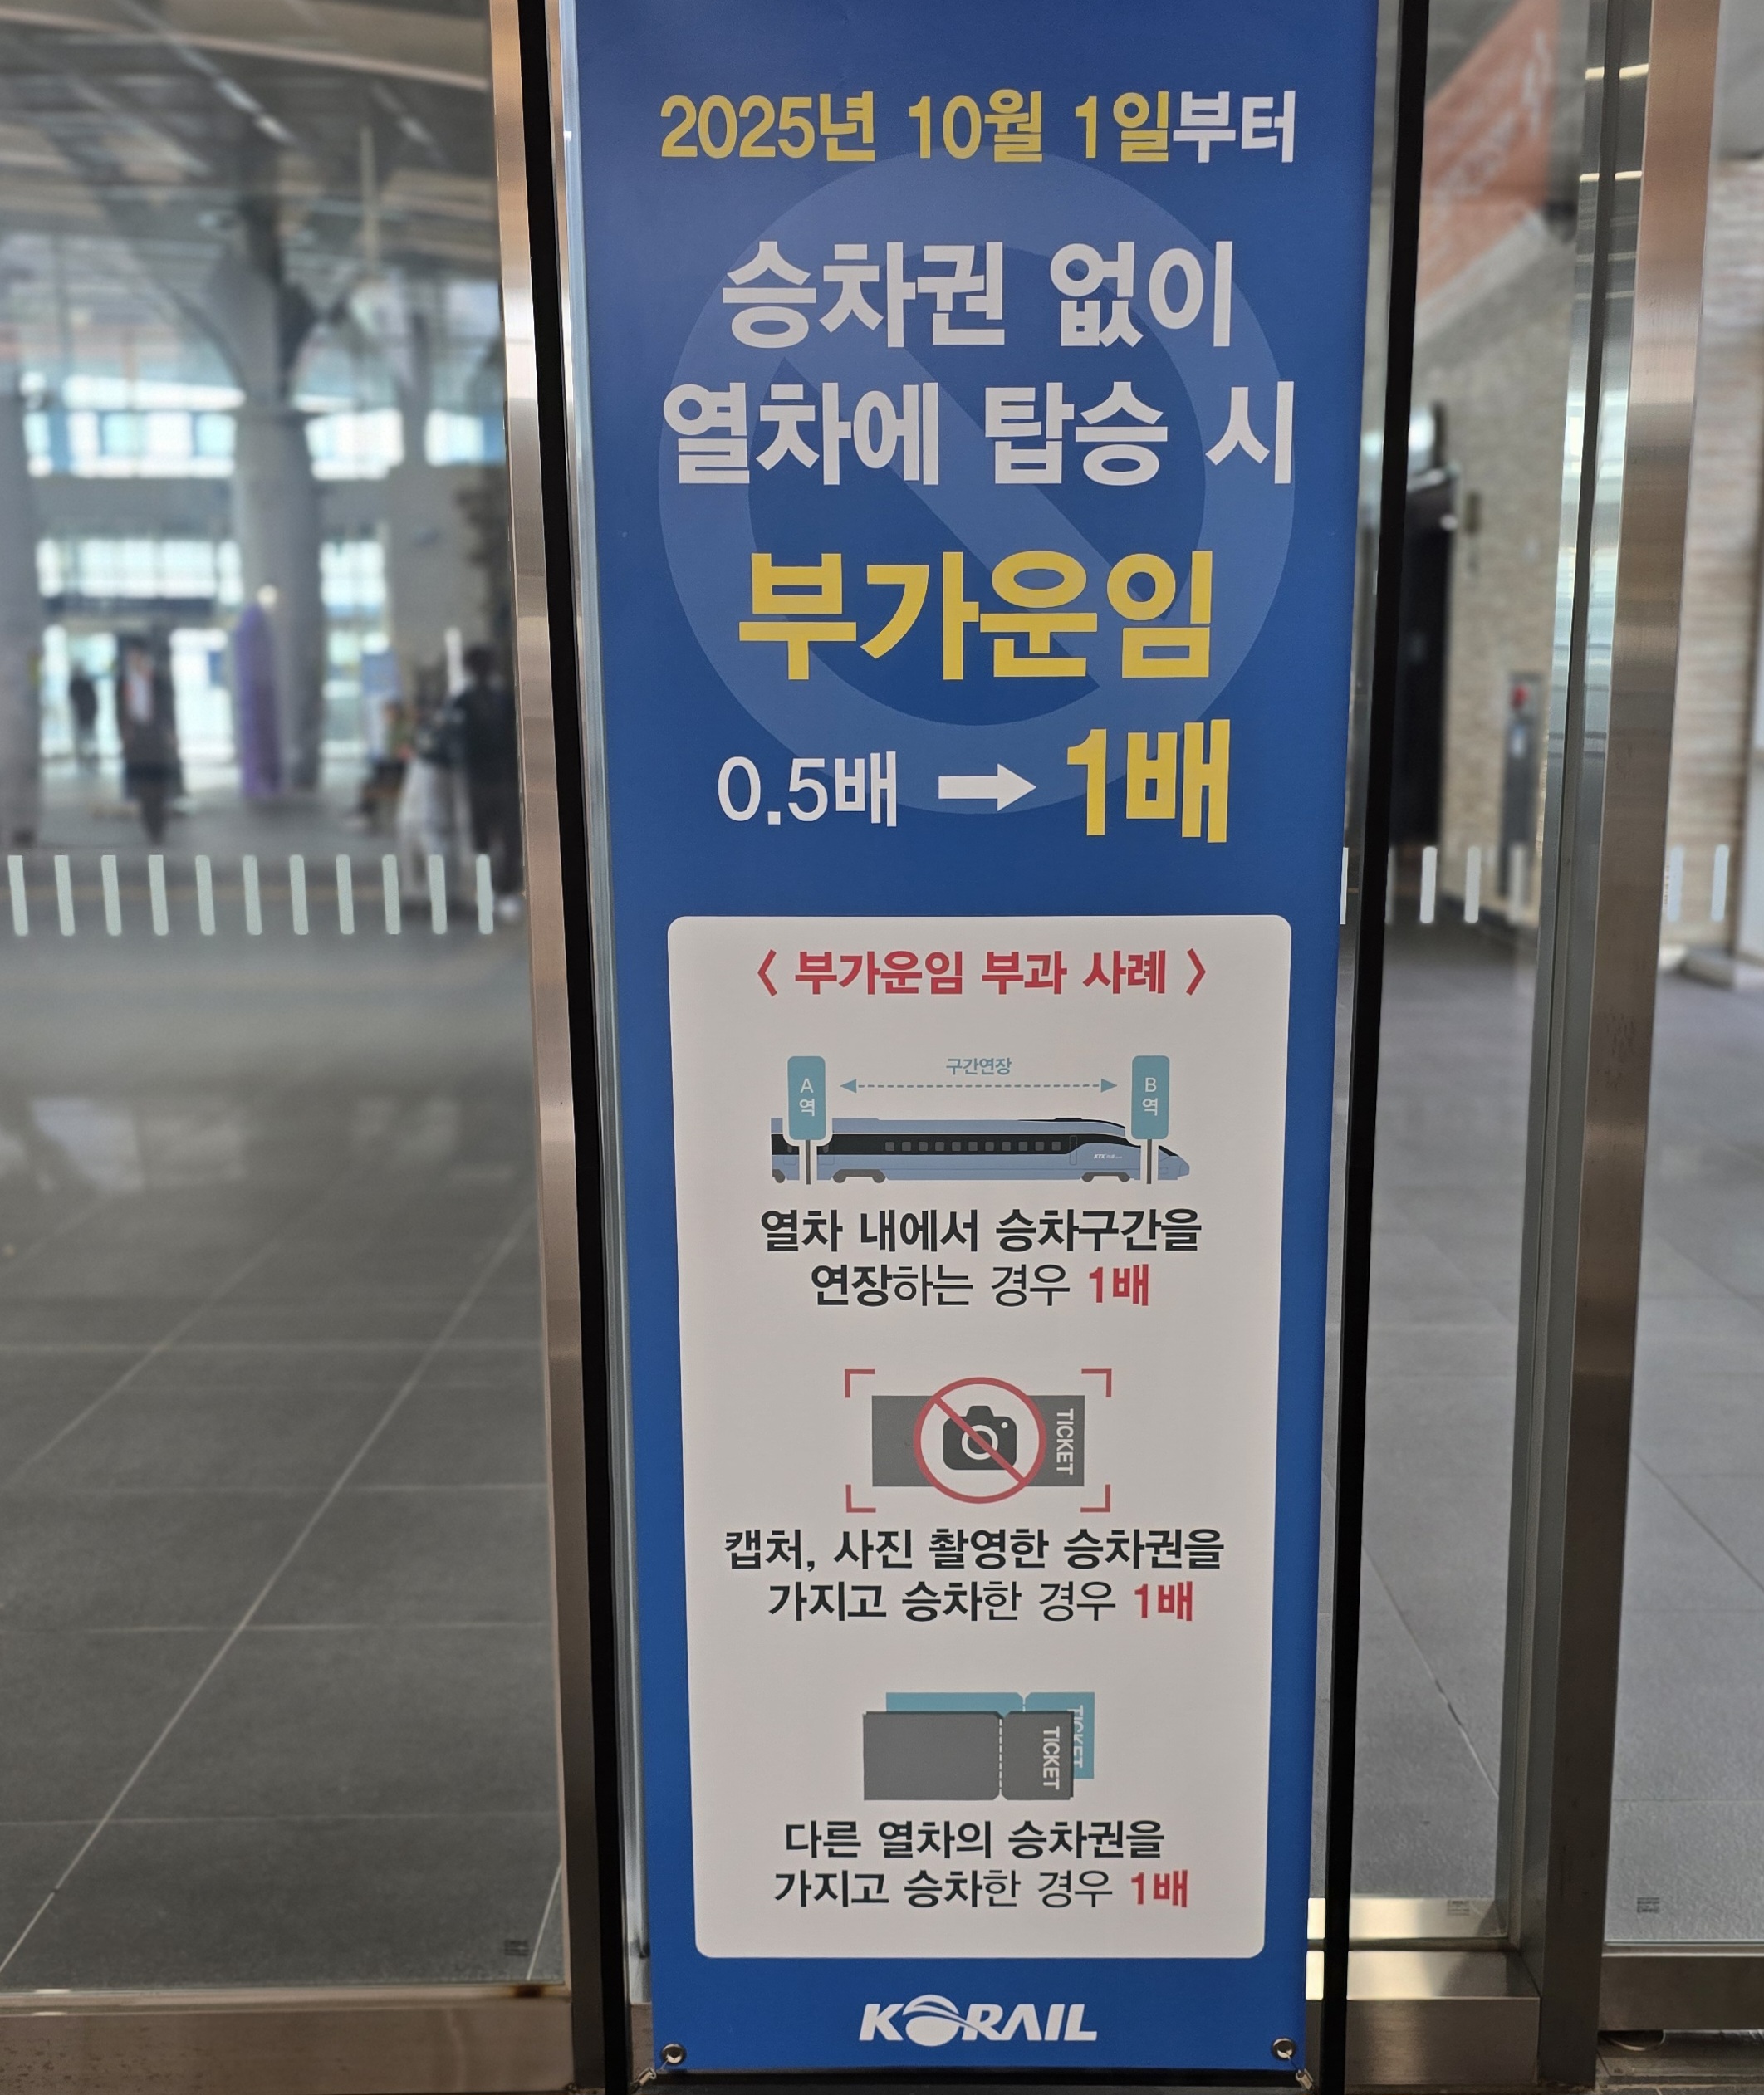 2025년 10월 1일부터
승차권 없이
열차에 탑승 시
부가운임
0.5배 → 1배
〈 부가운임 부과 사례 〉
구간연장
A
역
B
역
열차 내에서 승차구간을
연장하는 경우 1배
TICKET
캡처, 사진 촬영한 승차권을
가지고 승차한 경우 1배
TICKET
TICKET
다른 열차의 승차권을
가지고 승차한 경우 1배
KORAIL